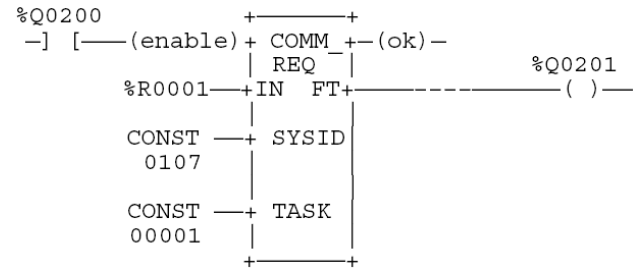 %Q0200
(enable) COMM_ (ok)
REQ %Q0201
%R0001 IN FT ( )
CONST SYSID
0107
CONST TASK
00001